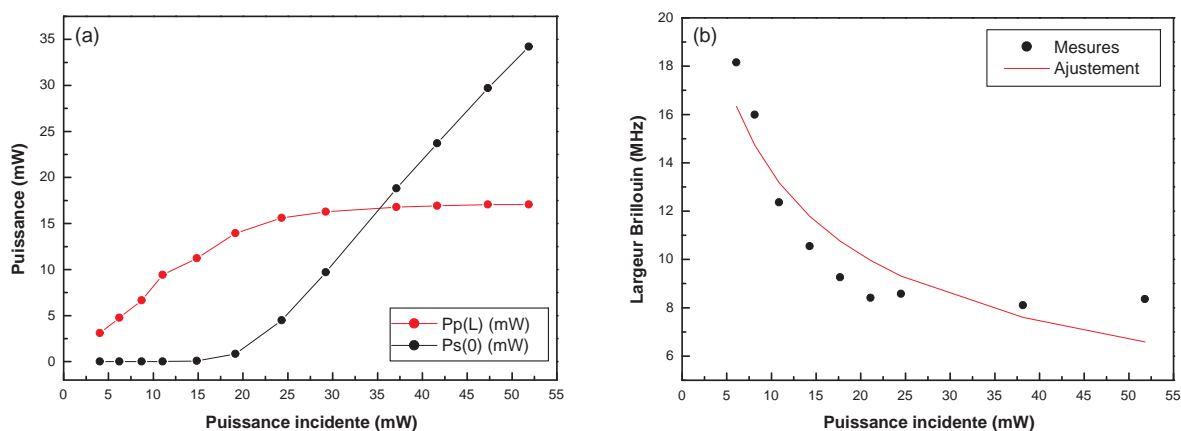 (a)
35
30
25
20
15
10
5
0
Puissance (mW)
Pp(L) (mW)
Ps(0) (mW)
0 5 10 15 20 25 30 35 40 45 50 55
Puissance incidente (mW)
(b)
20
18
16
14
12
10
8
6
Largeur Brillouin (MHz)
Mesures
Ajustement
0 5 10 15 20 25 30 35 40 45 50 55
Puissance incidente (mW)